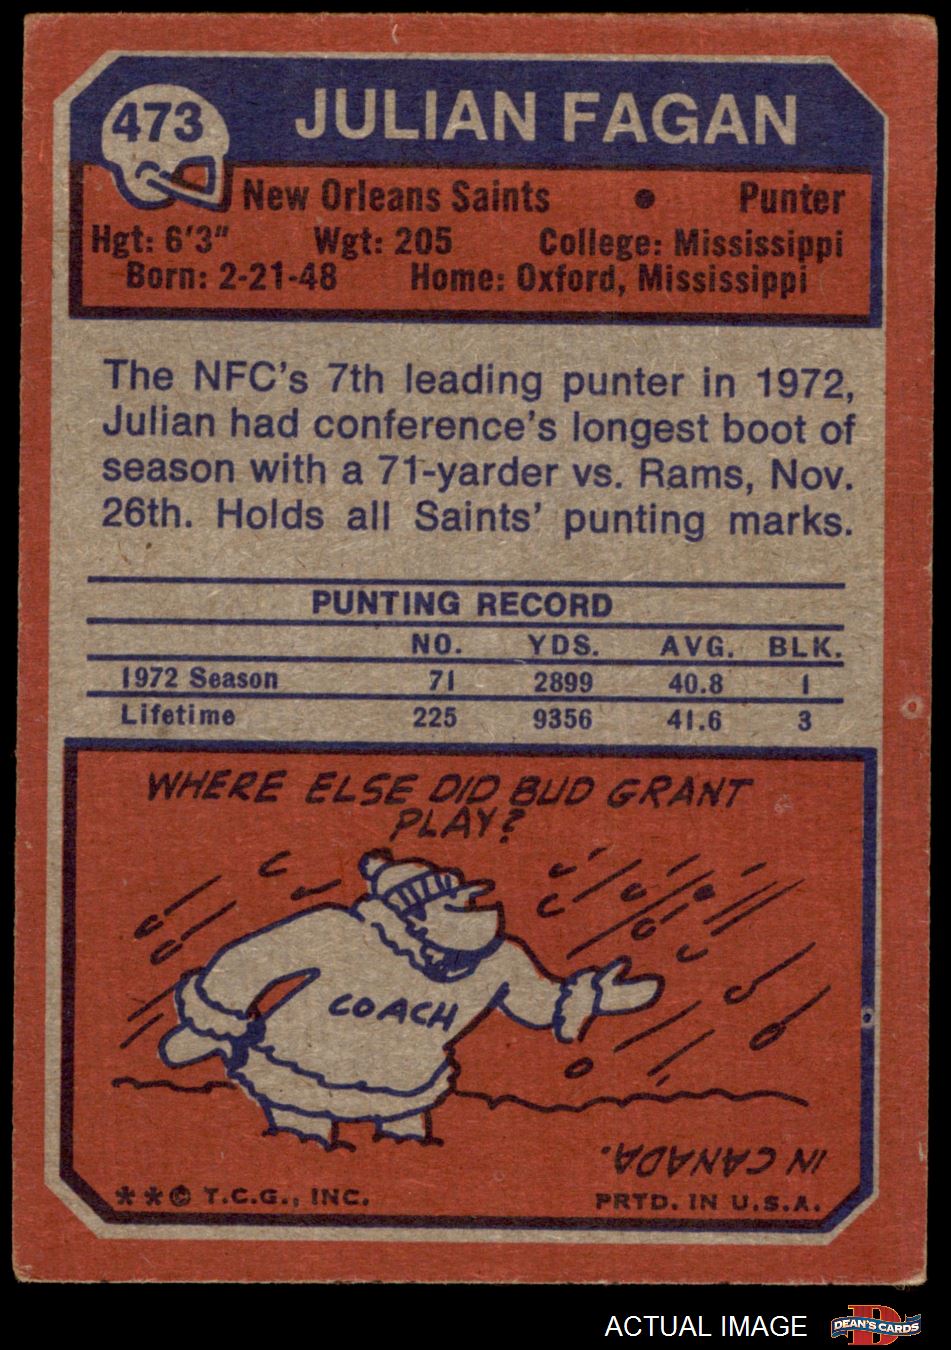 473
JULIAN FAGAN
New Orleans Saints • Punter
Hgt: 6'3" Wgt: 205 College: Mississippi
Born: 2-21-48 Home: Oxford, Mississippi
The NFC's 7th leading punter in 1972,
Julian had conference's longest boot of
season with a 71-yarder vs. Rams, Nov.
26th. Holds all Saints' punting marks.
PUNTING RECORD
NO. YDS. AVG. BLK.
1972 Season 71 2899 40.8 1
Lifetime 225 9356 41.6 3
WHERE ELSE DID BUD GRANT
PLAY?
COACH
IN CANADA.
**© T.C.G., INC. PRTD. IN U.S.A.
ACTUAL IMAGE
D
DEAN'S CARDS